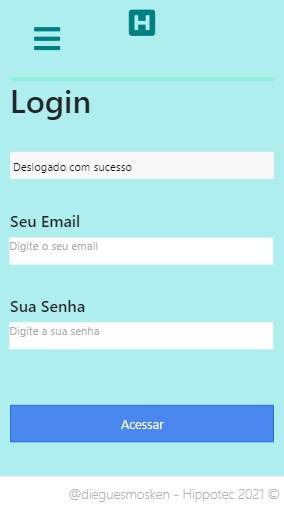 H
Login
Deslogado com sucesso
Seu Email
Digite o seu email
Sua Senha
Digite a sua senha
Acessar
@dieguesmosken - Hippotec 2021 ©